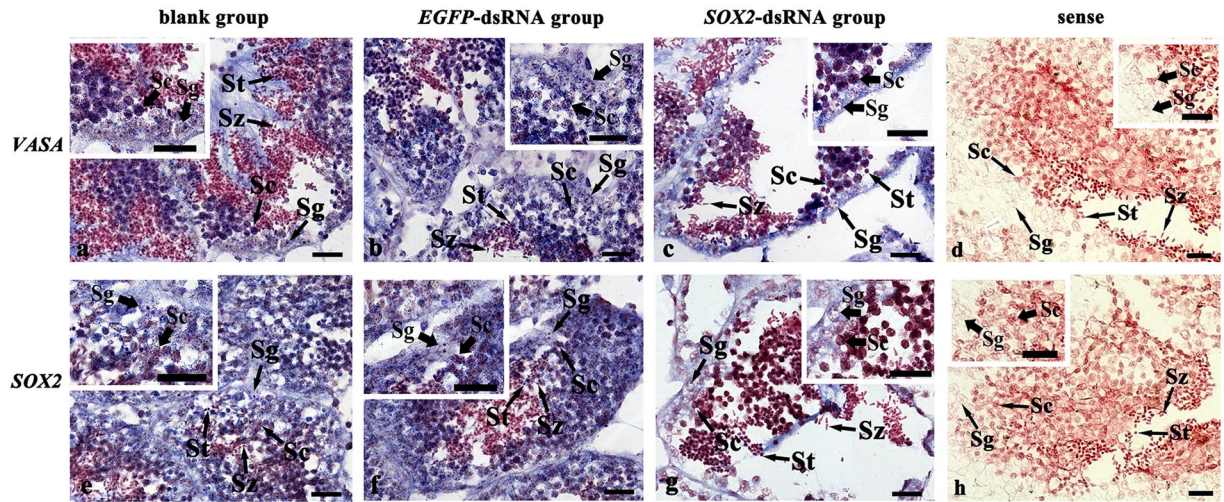 blank group EGFP-dsRNA group SOX2-dsRNA group sense
VASA
Sc Sg
St
Sz
Sc
Sg
a
Sg
Sc
Sc Sg
St
Sz
b
Sc
Sg
Sc St
Sz
Sg
c
Sc
Sg
Sc
St Sz
Sg
d
SOX2
Sg
Sc
Sg
St Sc
Sz
e
Sg Sc
Sg
Sc
St Sz
f
Sg
Sc
Sg
Sc Sz
St
g
Sc
Sg
Sz
Sc
St
Sg
h